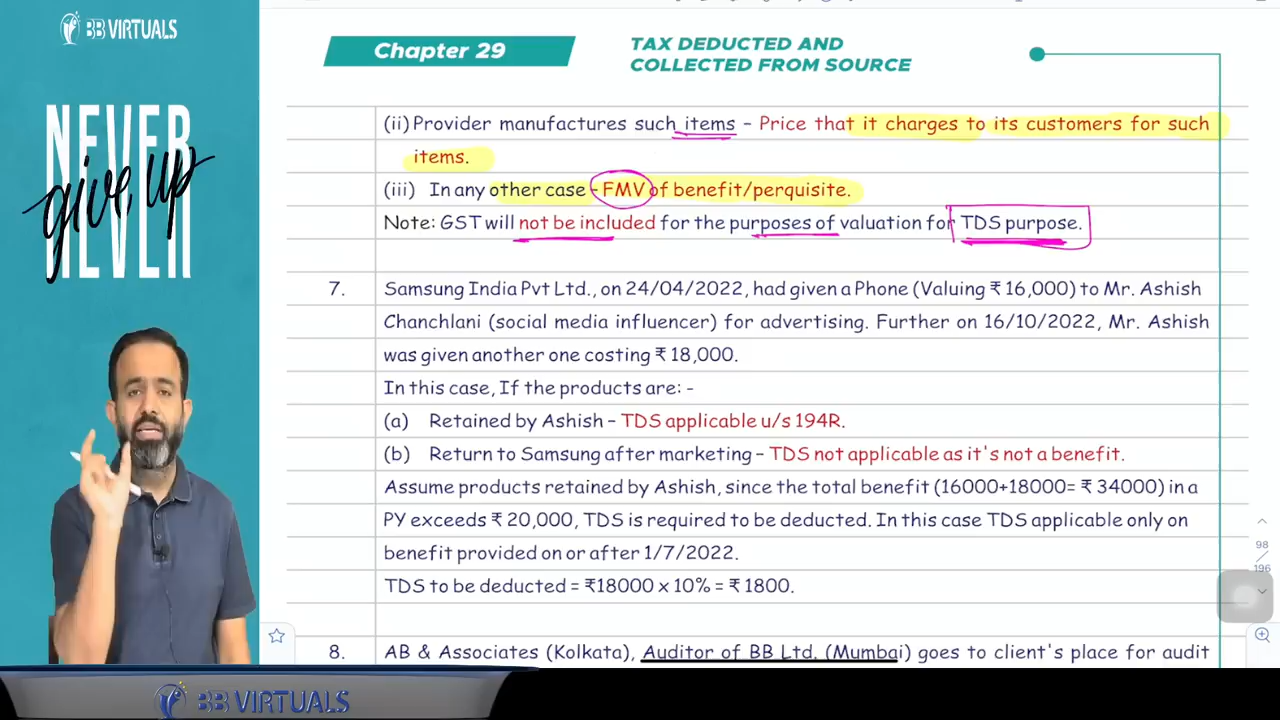 BB VIRTUALS
NEVER
give up
NEVER
Chapter 29
TAX DEDUCTED AND
COLLECTED FROM SOURCE
(ii) Provider manufactures such items – Price that it charges to its customers for such
items.
(iii) In any other case – FMV of benefit/perquisite.
Note: GST will not be included for the purposes of valuation for TDS purpose.
7. Samsung India Pvt Ltd., on 24/04/2022, had given a Phone (Valuing ₹ 16,000) to Mr. Ashish
Chanchlani (social media influencer) for advertising. Further on 16/10/2022, Mr. Ashish
was given another one costing ₹ 18,000.
In this case, If the products are: -
(a) Retained by Ashish – TDS applicable u/s 194R.
(b) Return to Samsung after marketing – TDS not applicable as it's not a benefit.
Assume products retained by Ashish, since the total benefit (16000+18000= ₹ 34000) in a
PY exceeds ₹ 20,000, TDS is required to be deducted. In this case TDS applicable only on
benefit provided on or after 1/7/2022.
TDS to be deducted = ₹18000 x 10% = ₹ 1800.
8. AB & Associates (Kolkata), Auditor of BB Ltd. (Mumbai) goes to client's place for audit
98
196
BB VIRTUALS